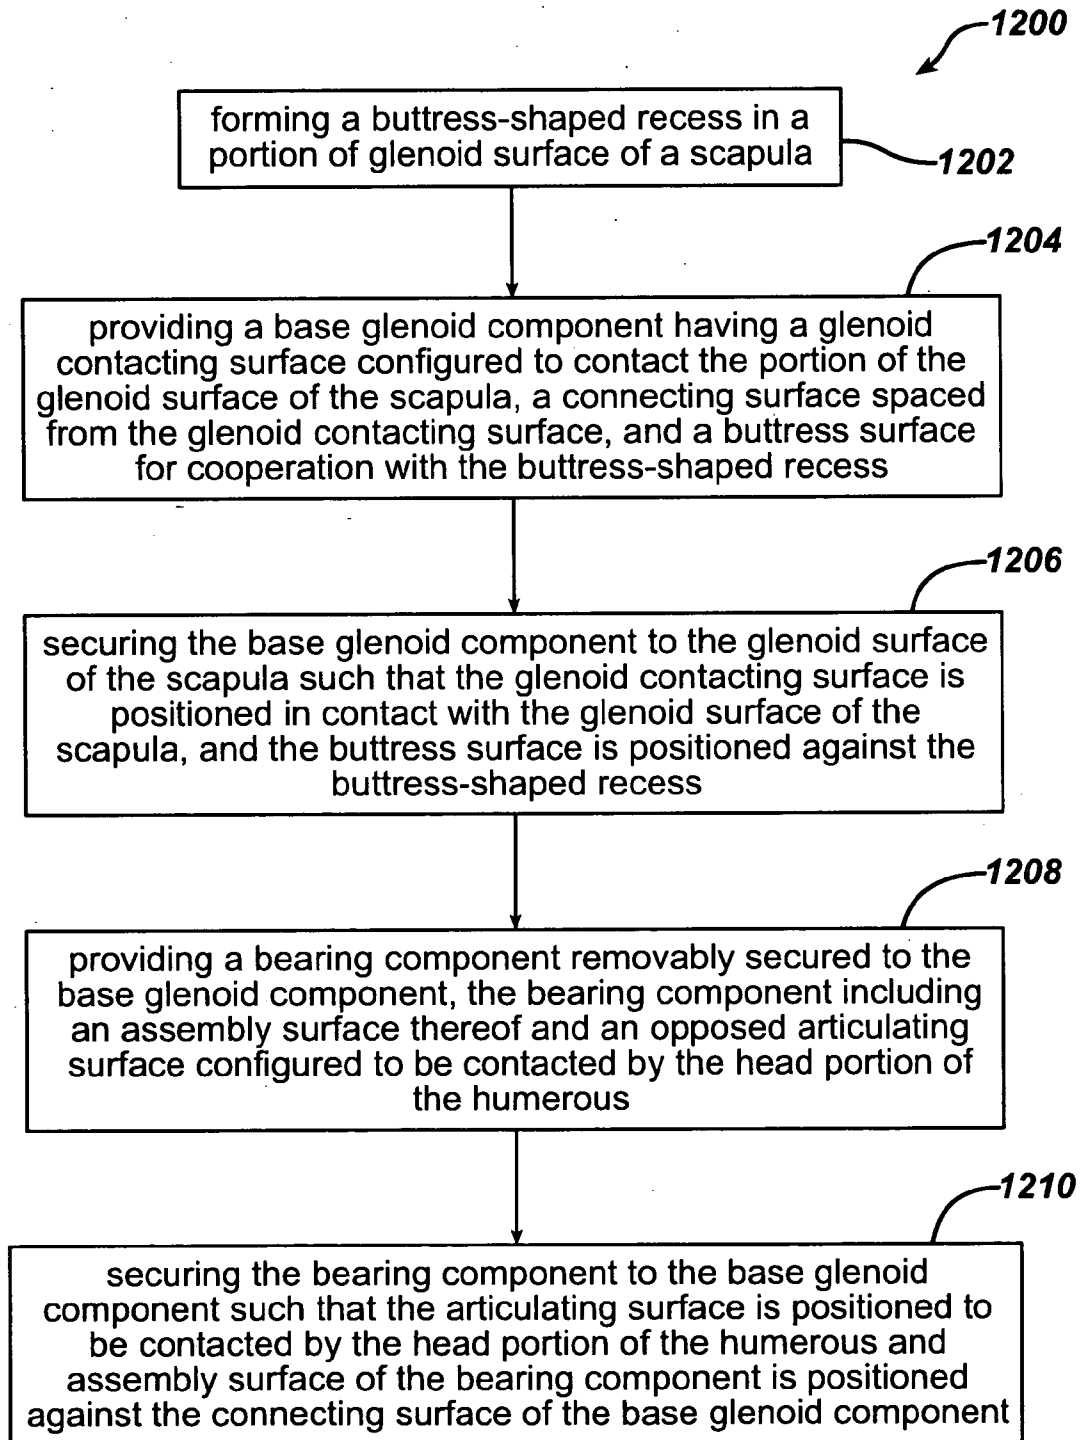 1200
forming a buttress-shaped recess in a
portion of glenoid surface of a scapula
1202
1204
providing a base glenoid component having a glenoid
contacting surface configured to contact the portion of the
glenoid surface of the scapula, a connecting surface spaced
from the glenoid contacting surface, and a buttress surface
for cooperation with the buttress-shaped recess
1206
securing the base glenoid component to the glenoid surface
of the scapula such that the glenoid contacting surface is
positioned in contact with the glenoid surface of the
scapula, and the buttress surface is positioned against the
buttress-shaped recess
1208
providing a bearing component removably secured to the
base glenoid component, the bearing component including
an assembly surface thereof and an opposed articulating
surface configured to be contacted by the head portion of
the humerous
1210
securing the bearing component to the base glenoid
component such that the articulating surface is positioned to
be contacted by the head portion of the humerous and
assembly surface of the bearing component is positioned
against the connecting surface of the base glenoid component